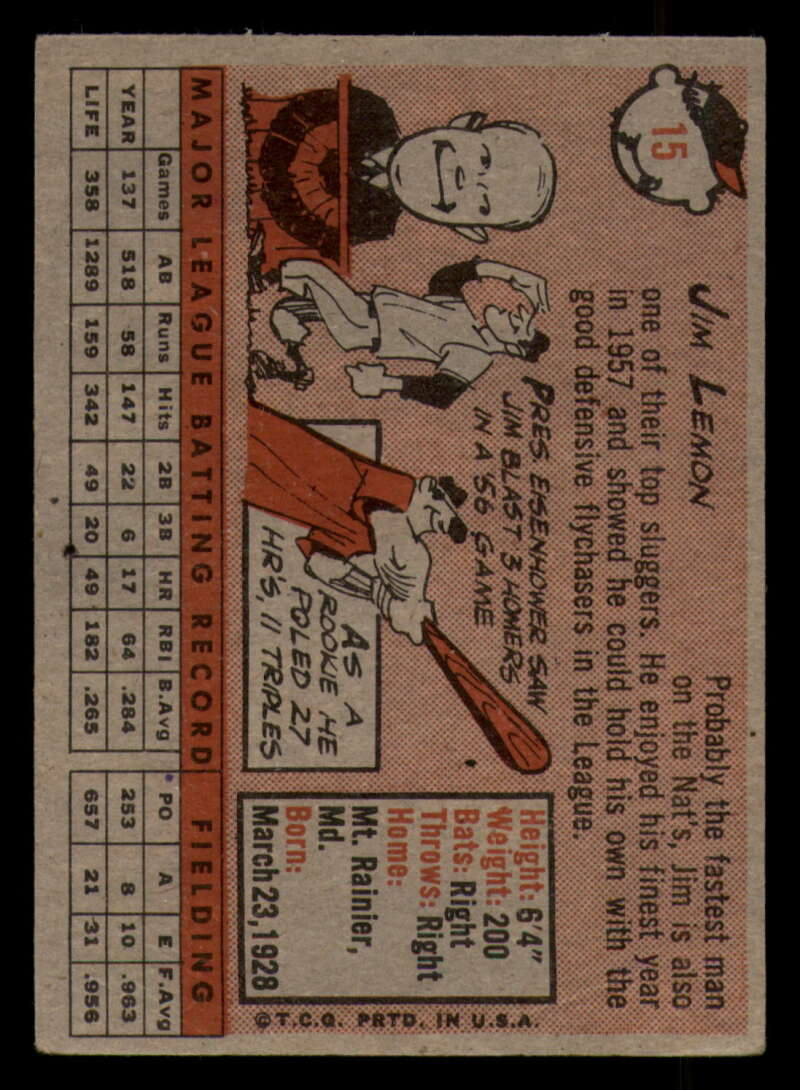 15
JIM LEMON
Probably the fastest man
on the Nat's, Jim is also
one of their top sluggers. He enjoyed his finest year
in 1957 and showed he could hold his own with the
good defensive flychasers in the League.
PRES EISENHOWER SAW
JIM BLAST 3 HOMERS
IN A '56 GAME
AS A
ROOKIE HE
POLED 27
HR'S, 11 TRIPLES
Height: 6'4"
Weight: 200
Bats: Right
Throws: Right
Home:
Mt. Rainier,
Md.
Born:
March 23, 1928
MAJOR LEAGUE BATTING RECORD FIELDING
Games AB Runs Hits 2B 3B HR RBI B.Avg PO A E F.Avg
YEAR 137 518 58 147 22 6 17 64 .284 253 8 10 .963
LIFE 358 1289 159 342 49 20 49 182 .265 657 21 31 .956
©T.C.G. PRTD. IN U.S.A.